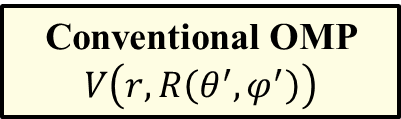 Conventional OMP
V(r, R(θ′, φ′))